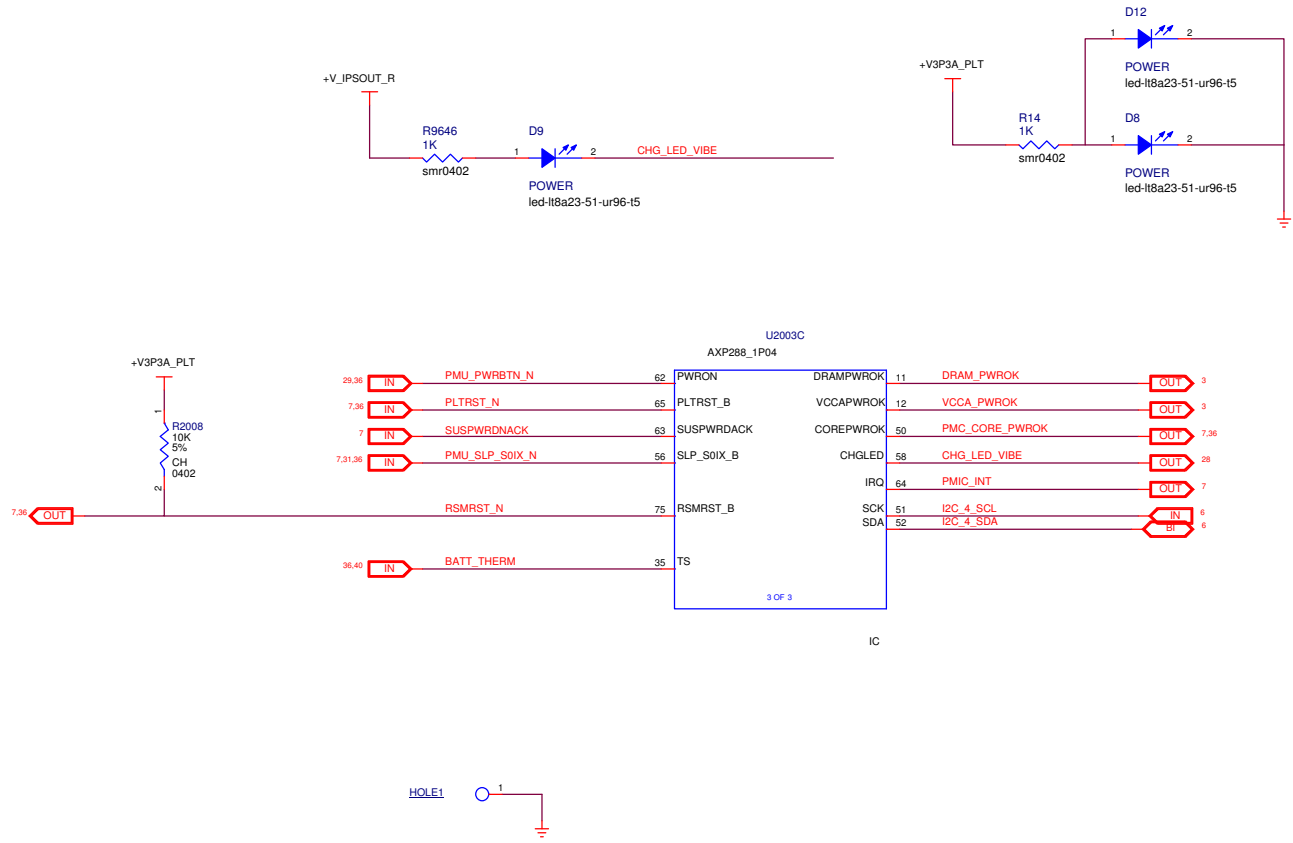 D12
1
2
POWER
led-lt8a23-51-ur96-t5
+V3P3A_PLT
+V_IPSOUT_R
R14
1K
smr0402
D8
1
2
POWER
led-lt8a23-51-ur96-t5
R9646
1K
smr0402
D9
1
2
CHG_LED_VIBE
POWER
led-lt8a23-51-ur96-t5
U2003C
AXP288_1P04
+V3P3A_PLT
1
R2008
10K
5%
CH
0402
2
29,36 IN PMU_PWRBTN_N 62 PWRON DRAMPWROK 11 DRAM_PWROK OUT 3
7,36 IN PLTRST_N 65 PLTRST_B VCCAPWROK 12 VCCA_PWROK OUT 3
7 IN SUSPWRDNACK 63 SUSPWRDACK COREPWROK 50 PMC_CORE_PWROK OUT 7,36
7,31,36 IN PMU_SLP_S0IX_N 56 SLP_S0IX_B CHGLED 58 CHG_LED_VIBE OUT 28
IRQ 64 PMIC_INT OUT 7
7,36 OUT RSMRST_N 75 RSMRST_B SCK 51 I2C_4_SCL IN 6
SDA 52 I2C_4_SDA BI 6
36,40 IN BATT_THERM 35 TS
3 OF 3
IC
HOLE1
1